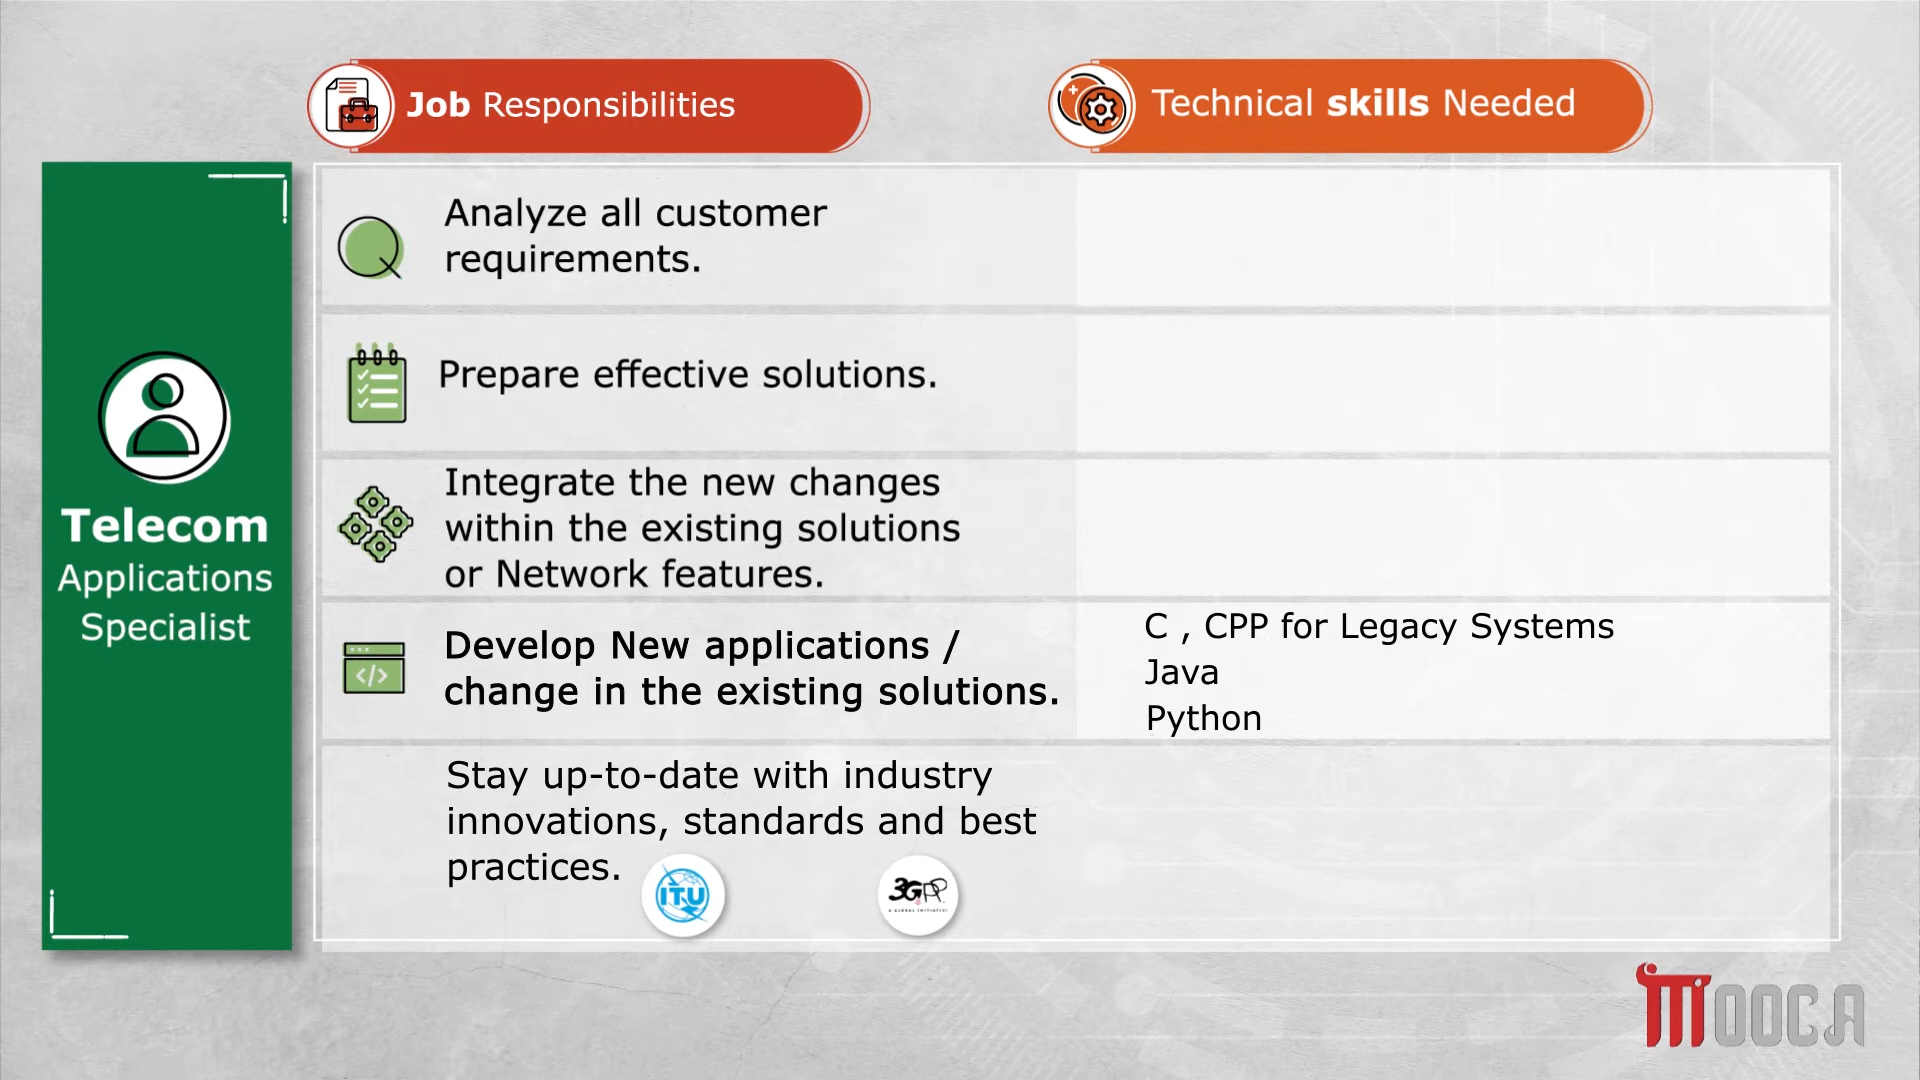 Job Responsibilities
Technical skills Needed
Telecom
Applications
Specialist
Analyze all customer
requirements.
Prepare effective solutions.
Integrate the new changes
within the existing solutions
or Network features.
</>
Develop New applications /
change in the existing solutions.
C , CPP for Legacy Systems
Java
Python
Stay up-to-date with industry
innovations, standards and best
practices.
ITU
3GPP
A GLOBAL INITIATIVE
MOOCA